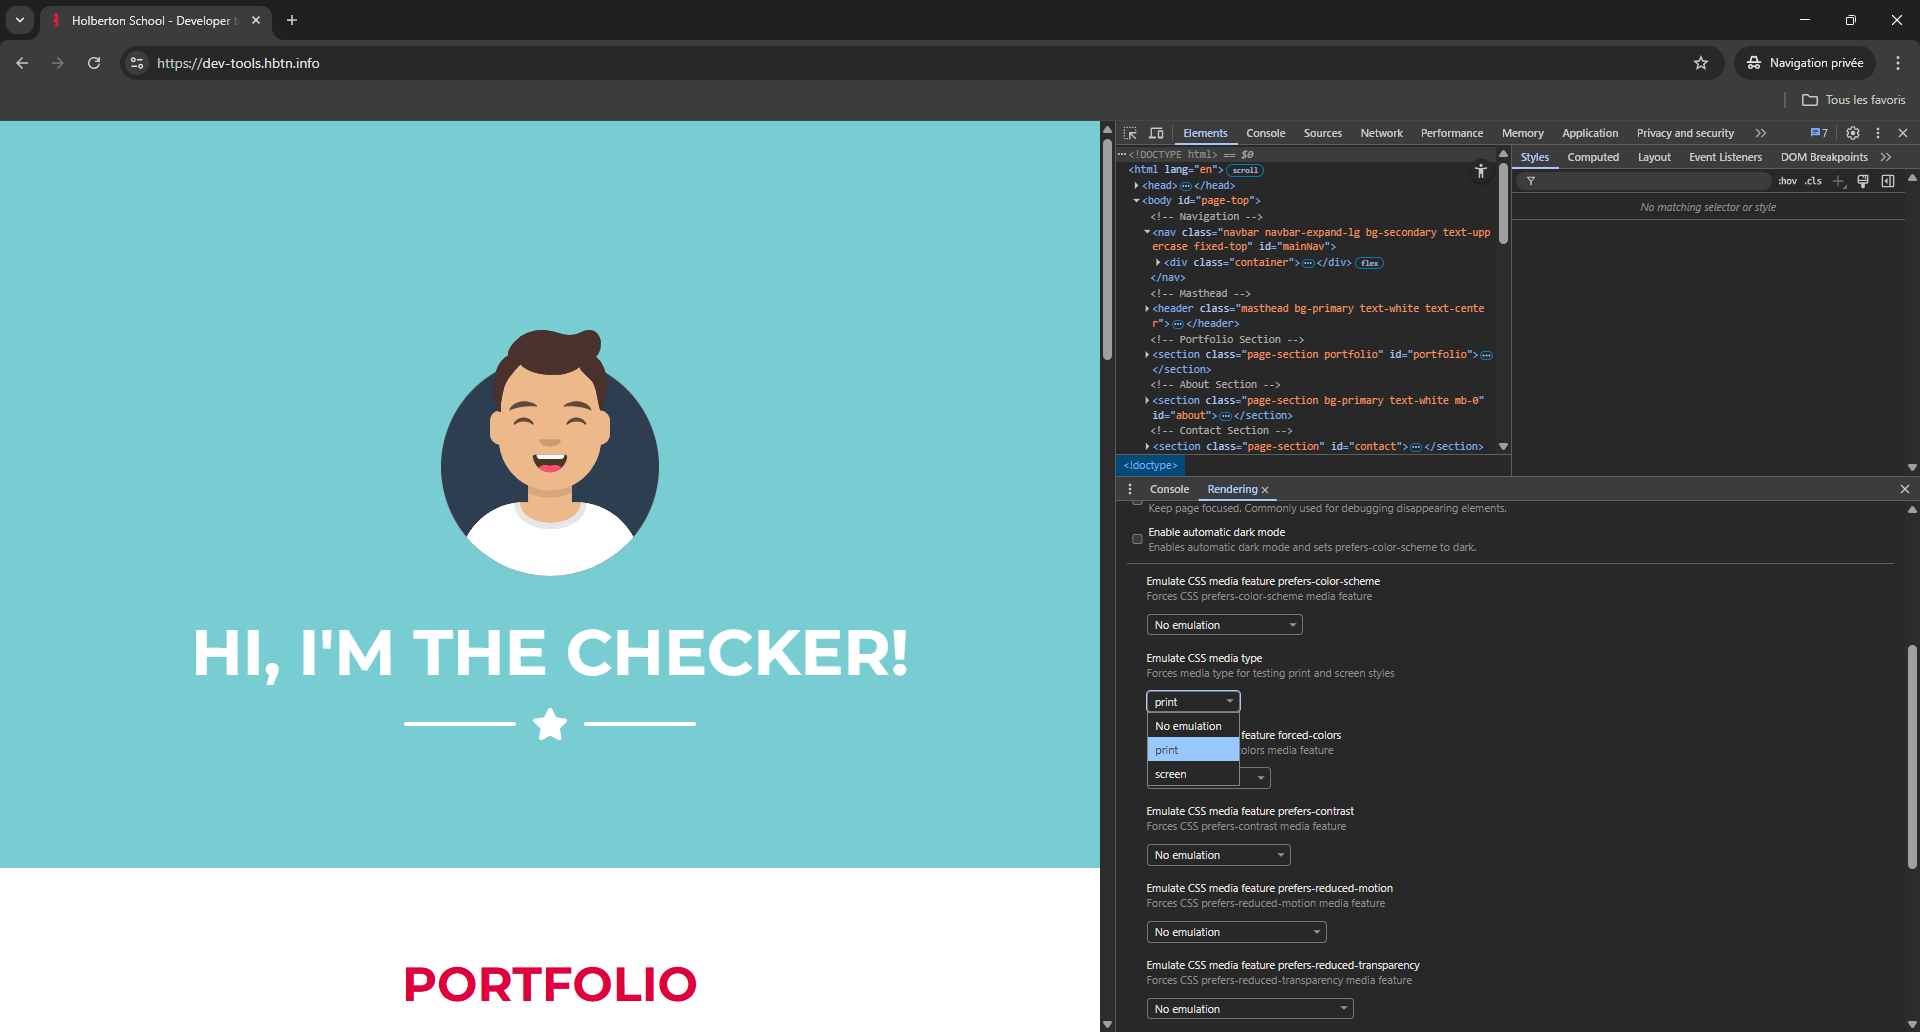 Holberton School - Developer t
https://dev-tools.hbtn.info
Navigation privée
Tous les favoris
HI, I'M THE CHECKER!
PORTFOLIO
Elements Console Sources Network Performance Memory Application Privacy and security 7
<!DOCTYPE html> == $0
<html lang="en"> scroll
<head> </head>
<body id="page-top">
<!-- Navigation -->
<nav class="navbar navbar-expand-lg bg-secondary text-upp
ercase fixed-top" id="mainNav">
<div class="container"> </div> flex
</nav>
<!-- Masthead -->
<header class="masthead bg-primary text-white text-cente
r"> </header>
<!-- Portfolio Section -->
<section class="page-section portfolio" id="portfolio">
</section>
<!-- About Section -->
<section class="page-section bg-primary text-white mb-0"
id="about"> </section>
<!-- Contact Section -->
<section class="page-section" id="contact"> </section>
<!doctype>
Styles Computed Layout Event Listeners DOM Breakpoints
:hov .cls
No matching selector or style
Console Rendering
Keep page focused. Commonly used for debugging disappearing elements.
Enable automatic dark mode
Enables automatic dark mode and sets prefers-color-scheme to dark.
Emulate CSS media feature prefers-color-scheme
Forces CSS prefers-color-scheme media feature
No emulation
Emulate CSS media type
Forces media type for testing print and screen styles
print
No emulation
feature forced-colors
print
olors media feature
screen
Emulate CSS media feature prefers-contrast
Forces CSS prefers-contrast media feature
No emulation
Emulate CSS media feature prefers-reduced-motion
Forces CSS prefers-reduced-motion media feature
No emulation
Emulate CSS media feature prefers-reduced-transparency
Forces CSS prefers-reduced-transparency media feature
No emulation